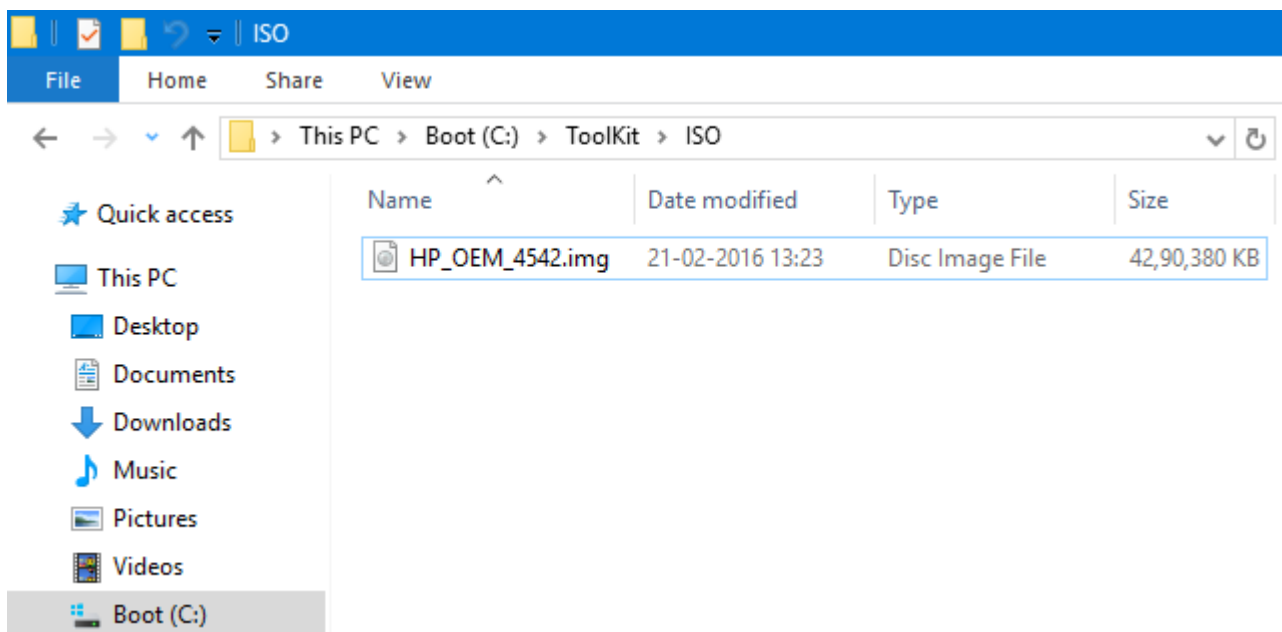 ISO
File Home Share View
This PC > Boot (C:) > ToolKit > ISO
Name Date modified Type Size
Quick access
HP_OEM_4542.img 21-02-2016 13:23 Disc Image File 42,90,380 KB
This PC
Desktop
Documents
Downloads
Music
Pictures
Videos
Boot (C:)